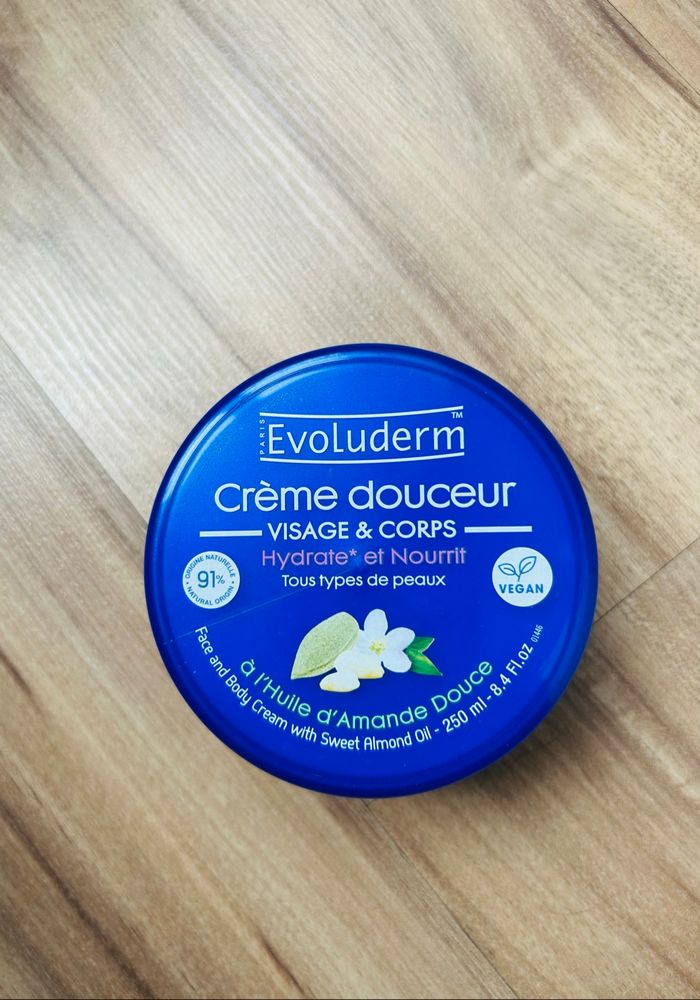 PARIS
Evoluderm™
Crème douceur
VISAGE & CORPS
Hydrate* et Nourrit
Tous types de peaux
ORIGINE NATURELLE
91%
NATURAL ORIGIN
VEGAN
à l'Huile d'Amande Douce
Face and Body Cream with Sweet Almond Oil - 250 ml - 8.4 Fl.oz
01446